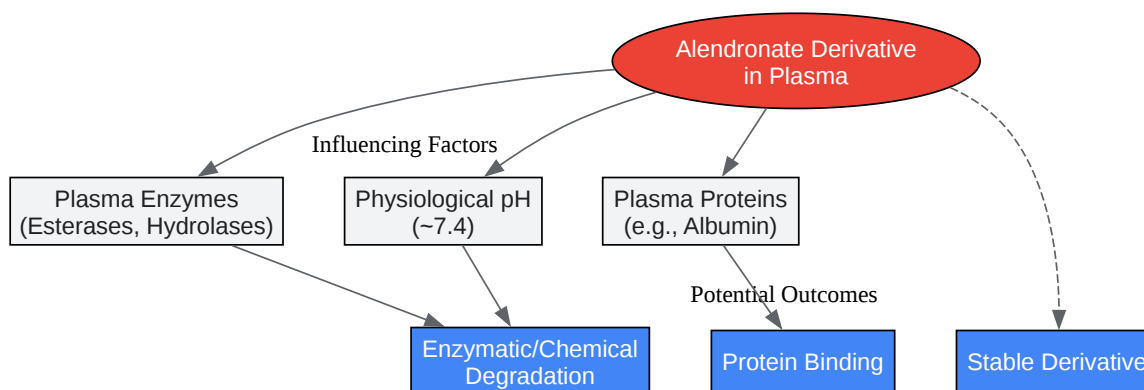 Alendronate Derivative
in Plasma
Influencing Factors
Plasma Enzymes
(Esterases, Hydrolases)
Physiological pH
(~7.4)
Plasma Proteins
(e.g., Albumin)
Potential Outcomes
Enzymatic/Chemical
Degradation
Protein Binding
Stable Derivative